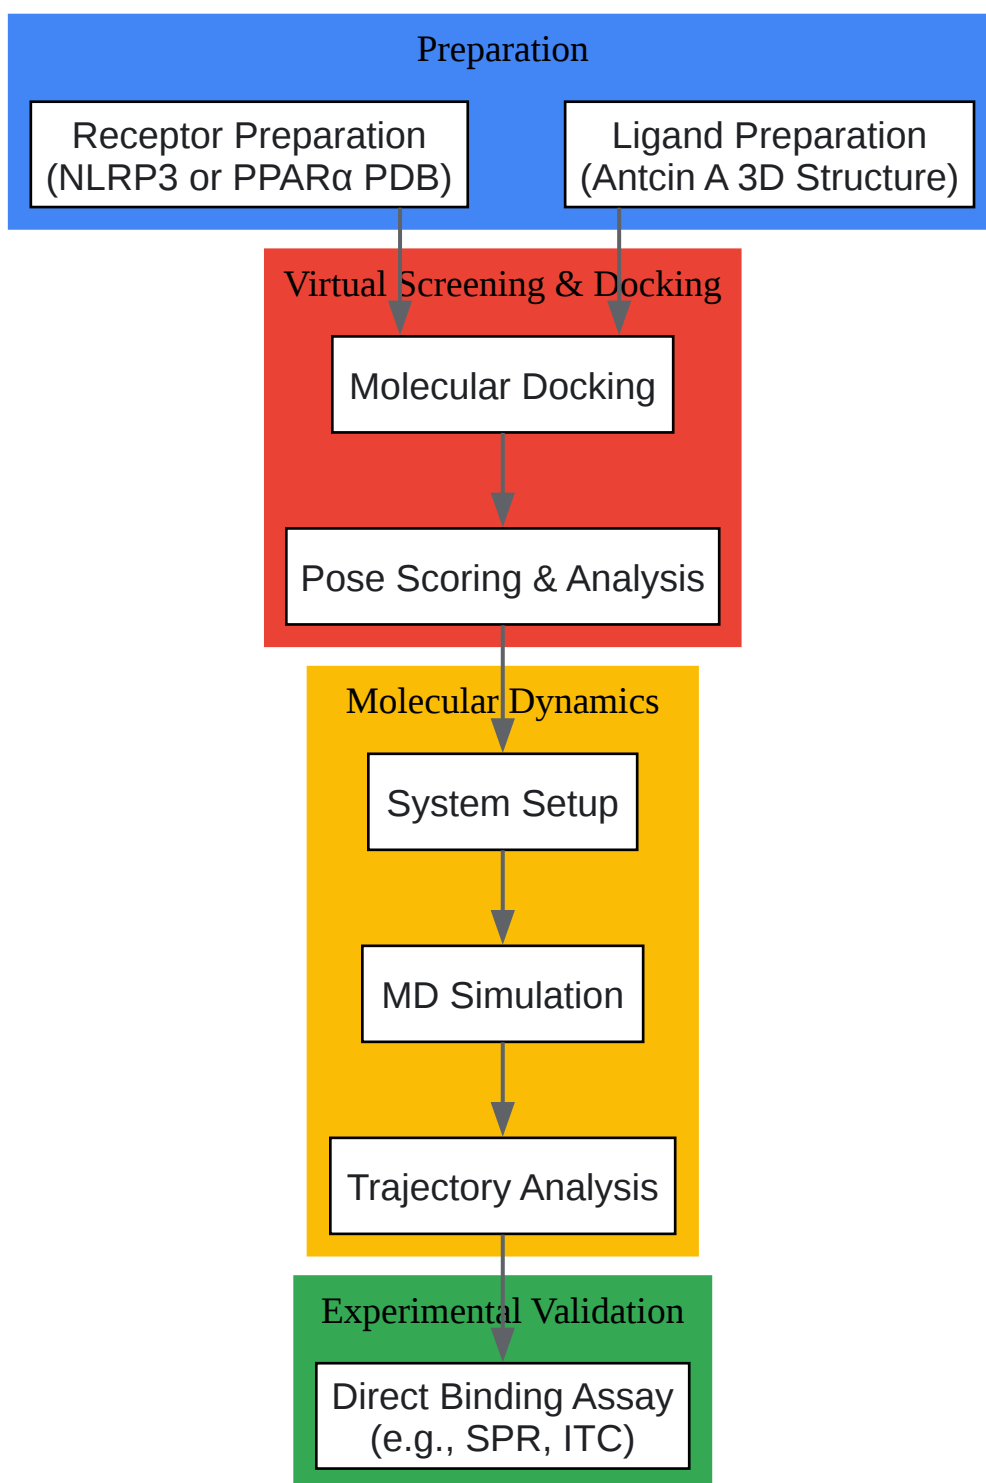 Preparation
Receptor Preparation
(NLRP3 or PPARα PDB)
Ligand Preparation
(Antcin A 3D Structure)
Virtual Screening & Docking
Molecular Docking
Pose Scoring & Analysis
Molecular Dynamics
System Setup
MD Simulation
Trajectory Analysis
Experimental Validation
Direct Binding Assay
(e.g., SPR, ITC)